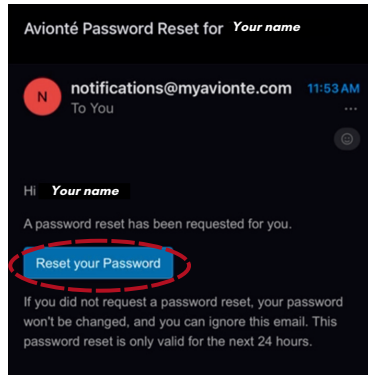 Avionté Password Reset for Your name
notifications@myavionte.com 11:53 AM
N
To You
Hi Your name
A password reset has been requested for you.
Reset your Password
If you did not request a password reset, your password
won't be changed, and you can ignore this email. This
password reset is only valid for the next 24 hours.